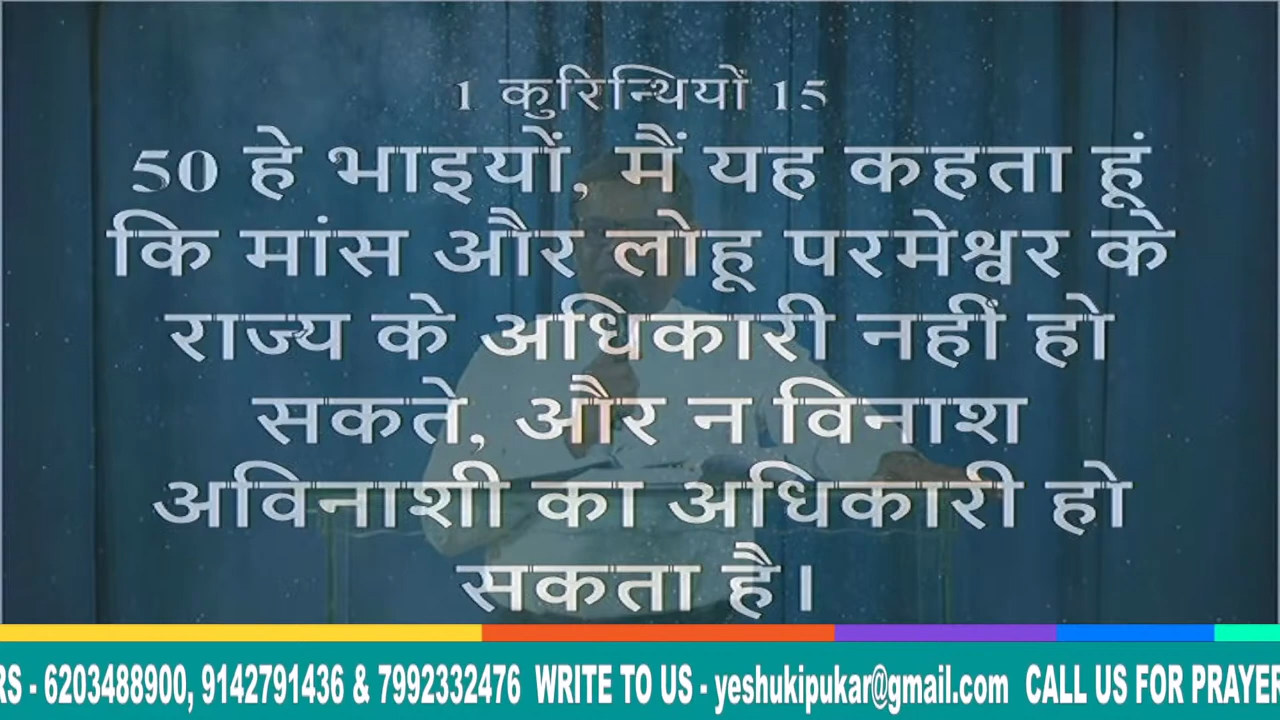 1 कुरिन्थियों 15
50 हे भाइयों, मैं यह कहता हूं
कि मांस और लोहू परमेश्वर के
राज्य के अधिकारी नहीं हो
सकते, और न विनाश
अविनाशी का अधिकारी हो
सकता है।
RS - 6203488900, 9142791436 & 7992332476 WRITE TO US - yeshukipukar@gmail.com CALL US FOR PRAYER